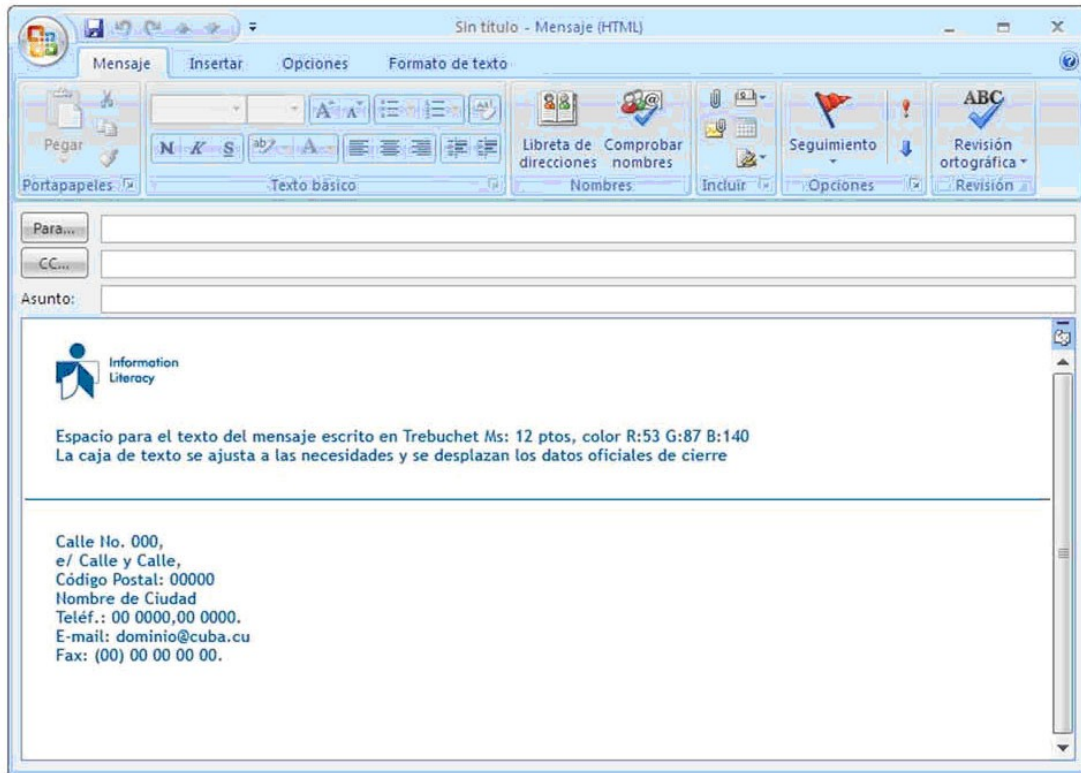 Sin título - Mensaje (HTML)
Mensaje Insertar Opciones Formato de texto
Pegar
N K S ab A
Libreta de direcciones
Comprobar nombres
Seguimiento
ABC
Revisión ortográfica
Portapapeles Texto básico Nombres Incluir Opciones Revisión
Para...
CC...
Asunto:
Information
Literacy
Espacio para el texto del mensaje escrito en Trebuchet Ms: 12 ptos, color R:53 G:87 B:140
La caja de texto se ajusta a las necesidades y se desplazan los datos oficiales de cierre
Calle No. 000,
e/ Calle y Calle,
Código Postal: 00000
Nombre de Ciudad
Teléf.: 00 0000,00 0000.
E-mail: dominio@cuba.cu
Fax: (00) 00 00 00 00.